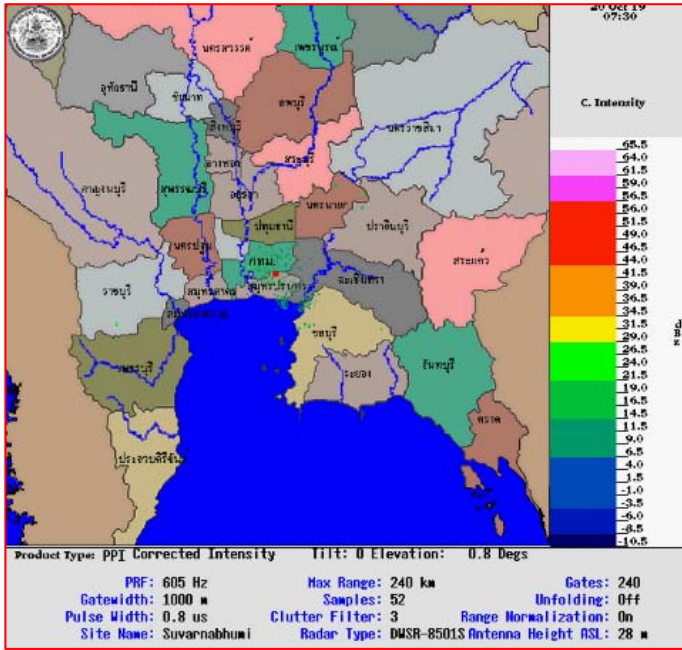 20 Oct 19
07:30
C. Intensity
นครสวรรค์
เพชรบูรณ์
อุทัยธานี
ชัยนาท
ลพบุรี
สิงห์บุรี
นครราชสีมา
อ่างทอง
สระบุรี
กาญจนบุรี
สุพรรณบุรี
อยุธยา
นครนายก
ปราจีนบุรี
ปทุมธานี
นครปฐม
กทม.
สระแก้ว
ราชบุรี
สมุทรสาคร
สมุทรปราการ
ฉะเชิงเทรา
ชลบุรี
เพชรบุรี
ระยอง
จันทบุรี
ตราด
ประจวบคีรีขันธ์
65.5
64.0
61.5
59.0
56.5
56.0
51.5
49.0
46.5
44.0
41.5
39.0
36.5
34.0
31.5
29.0
26.5
24.0
21.5
19.0
16.5
14.0
11.5
9.0
6.5
4.0
1.5
-1.0
-3.5
-6.0
-8.5
-10.5
Product Type: PPI Corrected Intensity Tilt: 0 Elevation: 0.8 Degs
PRF: 605 Hz Max Range: 240 km Gates: 240
Gatewidth: 1000 m Samples: 52 Unfolding: Off
Pulse Width: 0.8 us Clutter Filter: 3 Range Normalization: On
Site Name: Suvarnabhumi Radar Type: DWSR-8501S Antenna Height ASL: 28 m